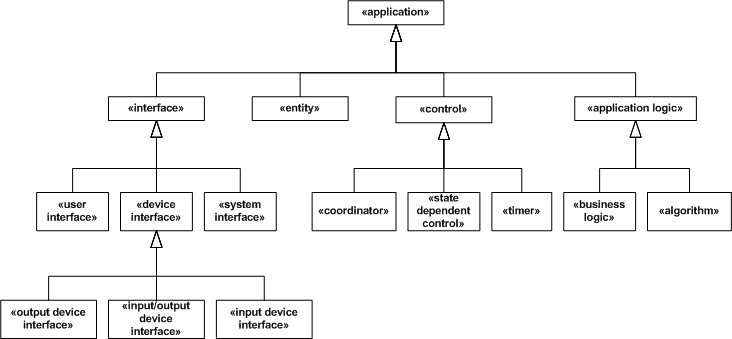 «application»
«interface»
«entity»
«control»
«application logic»
«user
interface»
«device
interface»
«system
interface»
«coordinator»
«state
dependent
control»
«timer»
«business
logic»
«algorithm»
«output device
interface»
«input/output
device
interface»
«input device
interface»